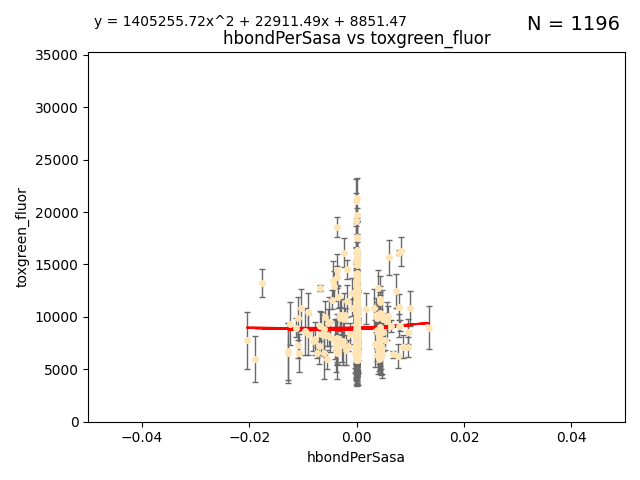 y = 1405255.72x^2 + 22911.49x + 8851.47
N = 1196
hbondPerSasa vs toxgreen_fluor
35000
30000
25000
20000
15000
10000
5000
0
toxgreen_fluor
−0.04
−0.02
0.00
0.02
0.04
hbondPerSasa